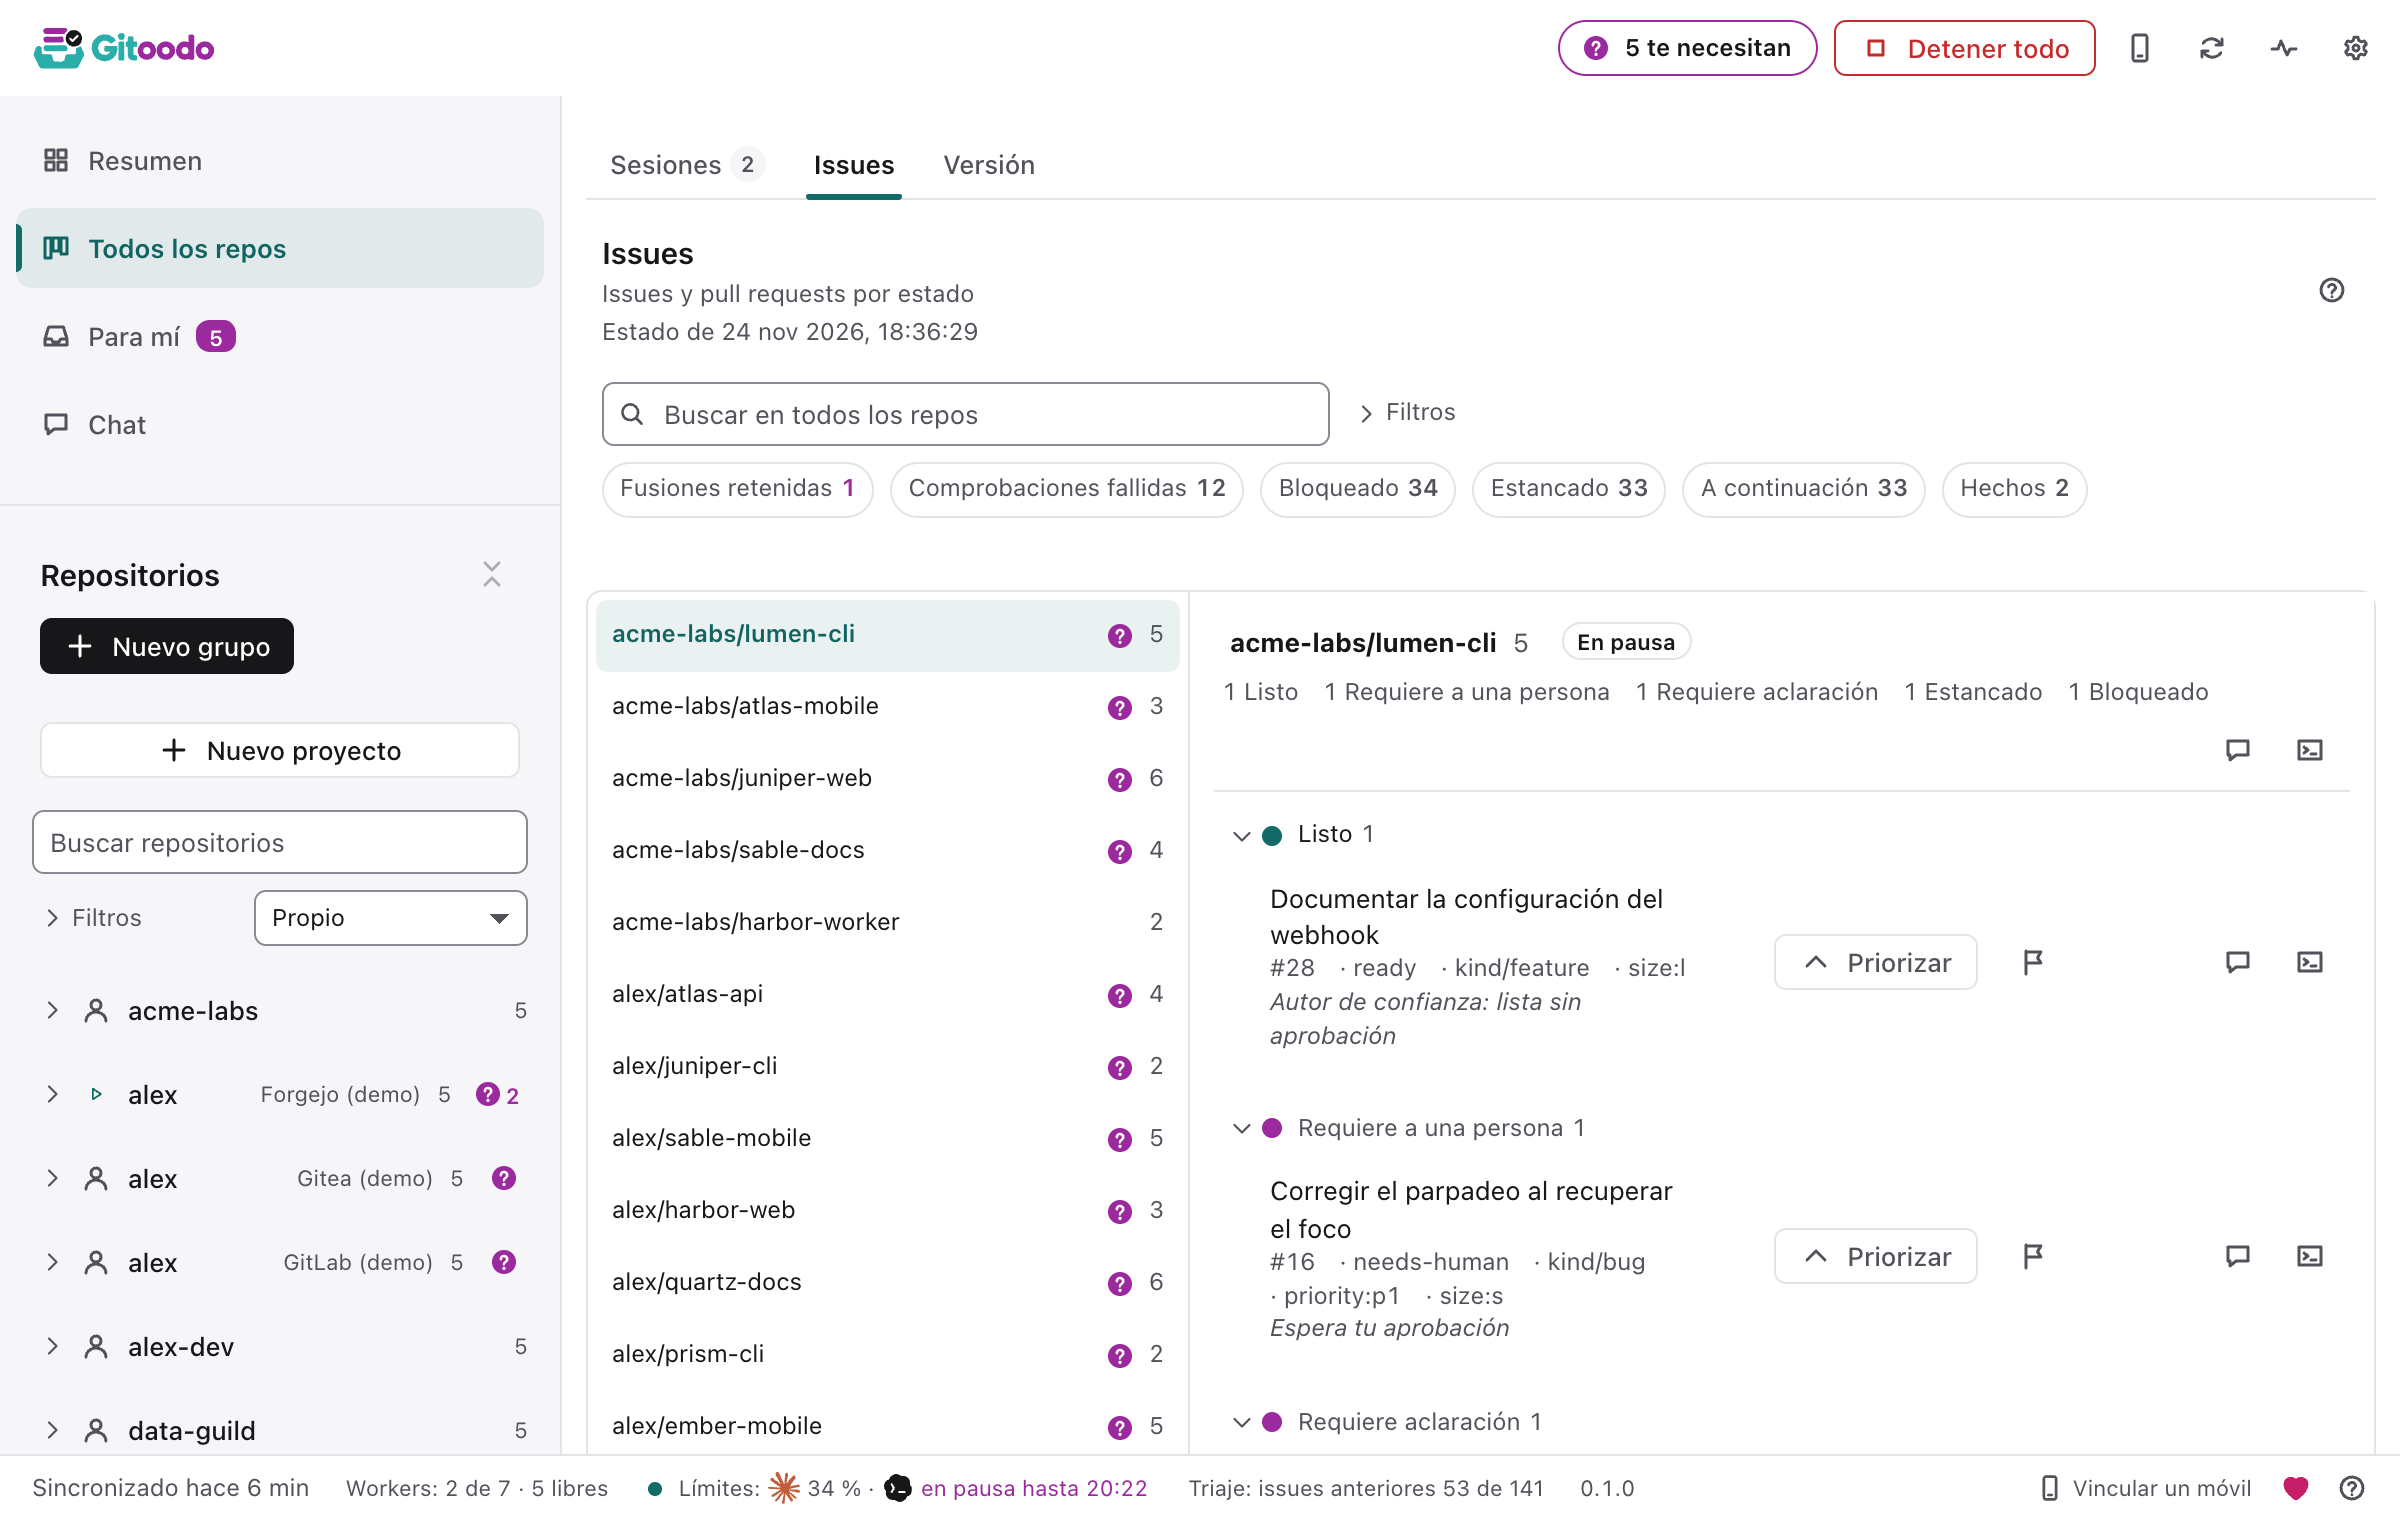 Gitoodo
5 te necesitan
Detener todo
Resumen
Todos los repos
Para mí 5
Chat
Repositorios
Nuevo grupo
Nuevo proyecto
Buscar repositorios
Filtros
Propio
acme-labs 5
alex Forgejo (demo) 5 2
alex Gitea (demo) 5
alex GitLab (demo) 5
alex-dev 5
data-guild 5
Sesiones 2
Issues
Versión
Issues
Issues y pull requests por estado
Estado de 24 nov 2026, 18:36:29
Buscar en todos los repos
Filtros
Fusiones retenidas 1
Comprobaciones fallidas 12
Bloqueado 34
Estancado 33
A continuación 33
Hechos 2
acme-labs/lumen-cli 5
acme-labs/atlas-mobile 3
acme-labs/juniper-web 6
acme-labs/sable-docs 4
acme-labs/harbor-worker 2
alex/atlas-api 4
alex/juniper-cli 2
alex/sable-mobile 5
alex/harbor-web 3
alex/quartz-docs 6
alex/prism-cli 2
alex/ember-mobile 5
acme-labs/lumen-cli 5 En pausa
1 Listo 1 Requiere a una persona 1 Requiere aclaración 1 Estancado 1 Bloqueado
Listo 1
Documentar la configuración del
webhook
#28 · ready · kind/feature · size:l
Autor de confianza: lista sin
aprobación
Priorizar
Requiere a una persona 1
Corregir el parpadeo al recuperar
el foco
#16 · needs-human · kind/bug
· priority:p1 · size:s
Espera tu aprobación
Priorizar
Requiere aclaración 1
Sincronizado hace 6 min
Workers: 2 de 7 · 5 libres
Límites: 34 % · en pausa hasta 20:22
Triaje: issues anteriores 53 de 141
0.1.0
Vincular un móvil